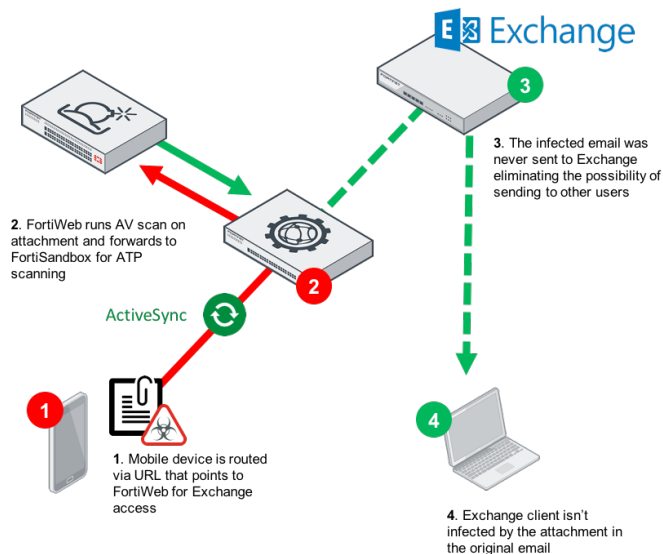 E Exchange
3
3. The infected email was
never sent to Exchange
eliminating the possibility of
sending to other users
2. FortiWeb runs AV scan on
attachment and forwards to
FortiSandbox for ATP
scanning
2
ActiveSync
1
1. Mobile device is routed
via URL that points to
FortiWeb for Exchange
access
4
4. Exchange client isn't
infected by the attachment in
the original email